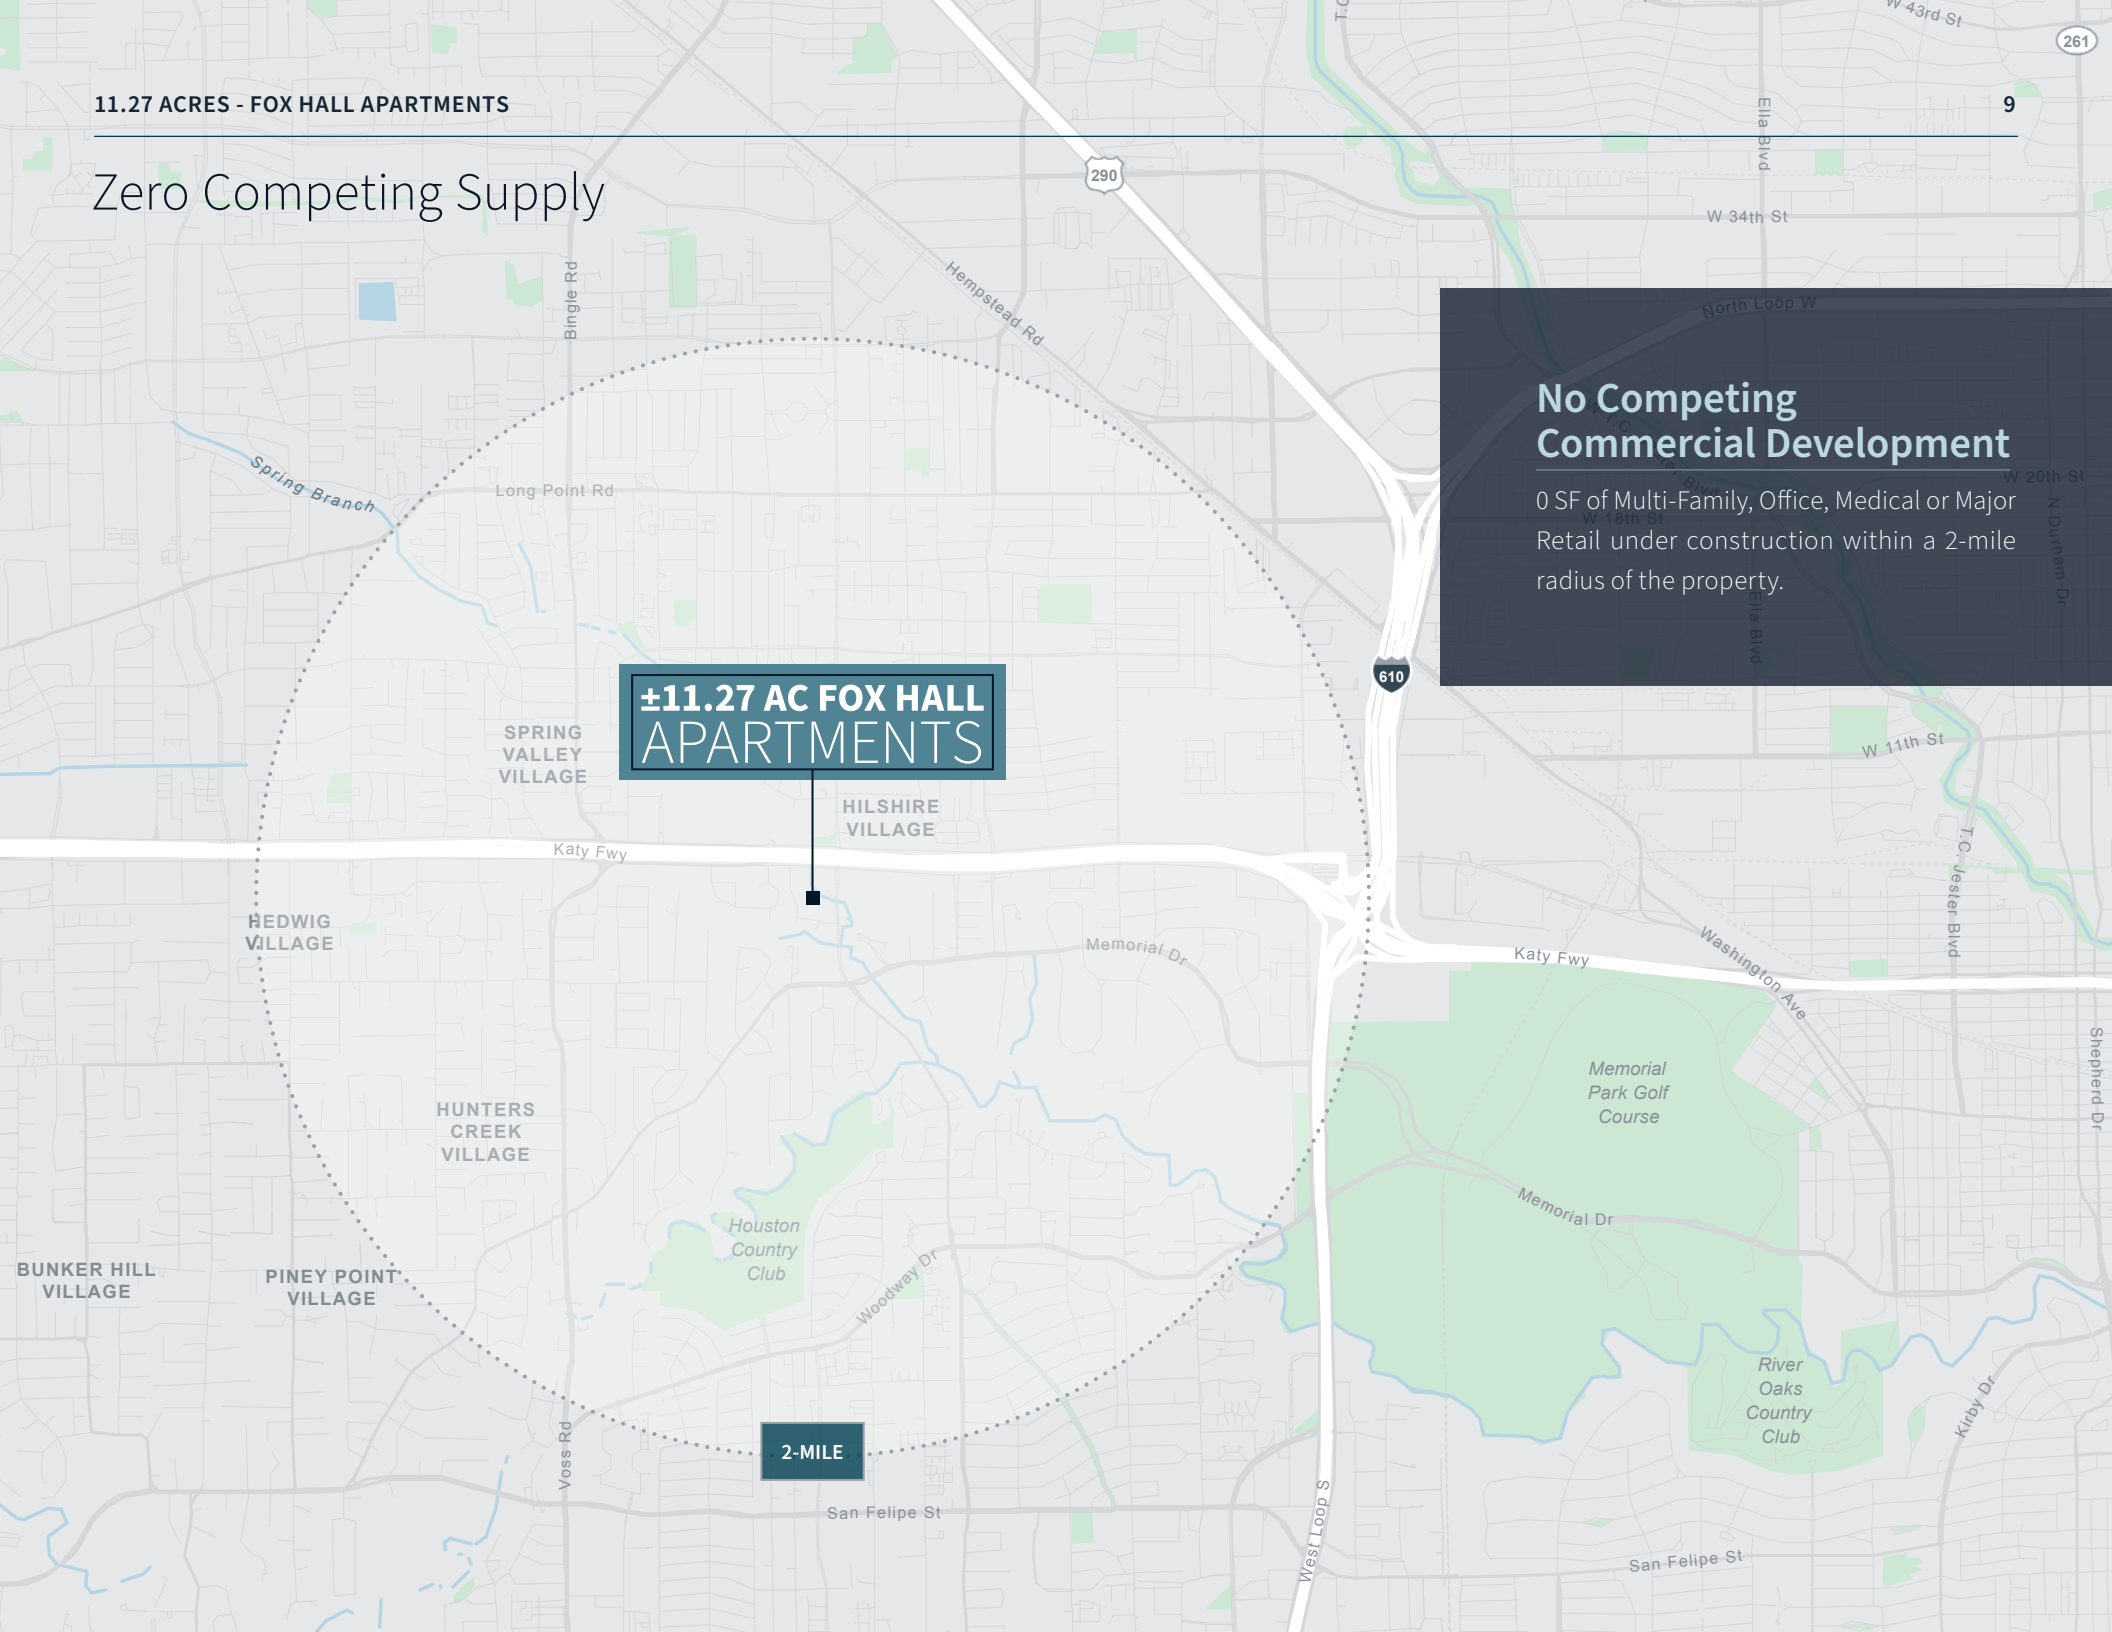 11.27 ACRES - FOX HALL APARTMENTS
9
Zero Competing Supply
W 43rd St
261
Ella Blvd
290
W 34th St
Bingle Rd
Hempstead Rd
North Loop W
No Competing
Commercial Development
0 SF of Multi-Family, Office, Medical or Major
Retail under construction within a 2-mile
radius of the property.
W 20th St
W 18th St
N Durham Dr
Ella Blvd
Spring Branch
Long Point Rd
610
±11.27 AC FOX HALL
APARTMENTS
SPRING
VALLEY
VILLAGE
HILSHIRE
VILLAGE
W 11th St
T.C. Jester Blvd
Katy Fwy
HEDWIG
VILLAGE
Memorial Dr
Katy Fwy
Washington Ave
Shepherd Dr
Memorial
Park Golf
Course
HUNTERS
CREEK
VILLAGE
Memorial Dr
Houston
Country
Club
Woodway Dr
BUNKER HILL
VILLAGE
PINEY POINT
VILLAGE
River
Oaks
Country
Club
Kirby Dr
Voss Rd
2-MILE
San Felipe St
West Loop S
San Felipe St